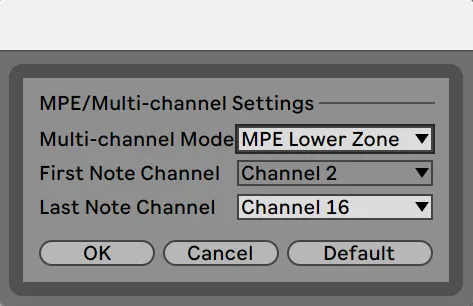 MPE/Multi-channel Settings
Multi-channel Mode MPE Lower Zone
First Note Channel Channel 2
Last Note Channel Channel 16
OK Cancel Default